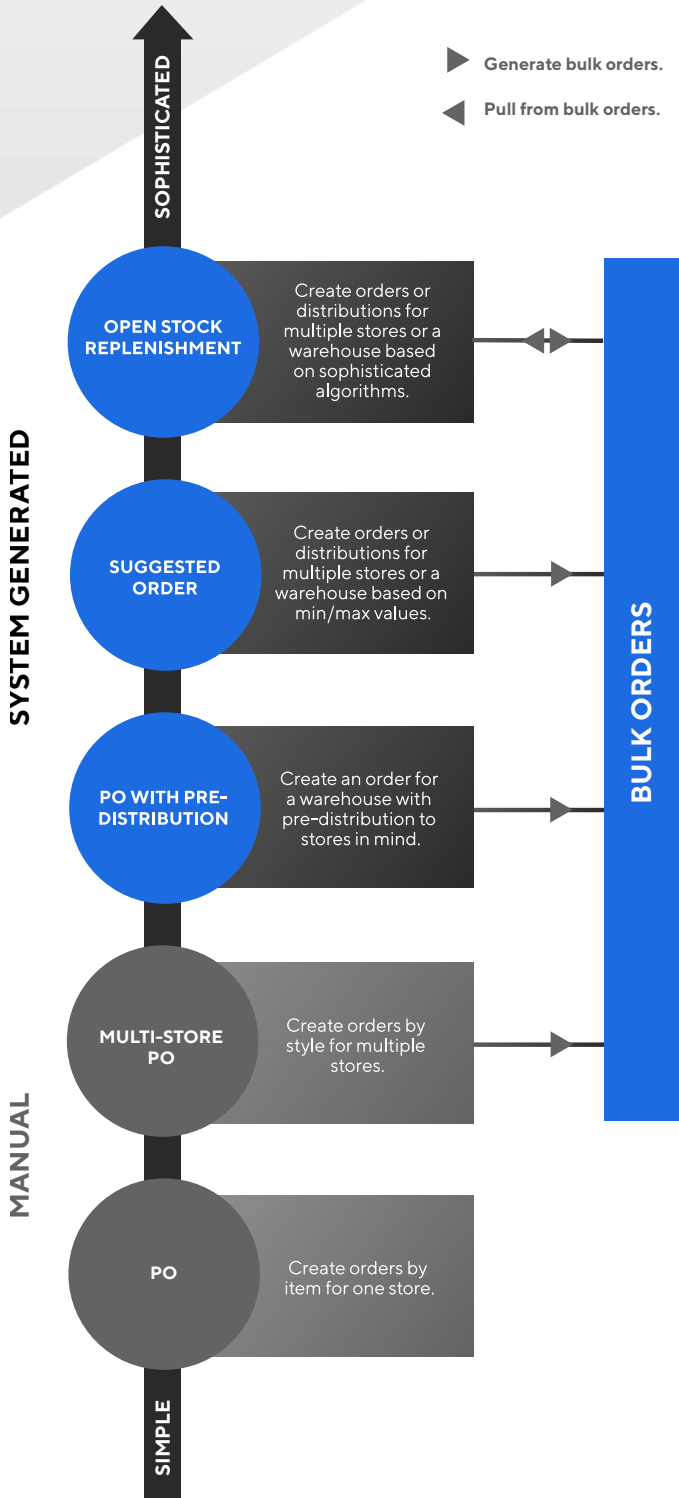 SOPHISTICATED
Generate bulk orders.
Pull from bulk orders.
SYSTEM GENERATED
OPEN STOCK
REPLENISHMENT
Create orders or
distributions for
multiple stores or a
warehouse based
on sophisticated
algorithms.
SUGGESTED
ORDER
Create orders or
distributions for
multiple stores or a
warehouse based on
min/max values.
PO WITH PRE-
DISTRIBUTION
Create an order for
a warehouse with
pre-distribution to
stores in mind.
BULK ORDERS
MANUAL
MULTI-STORE
PO
Create orders by
style for multiple
stores.
PO
Create orders by
item for one store.
SIMPLE